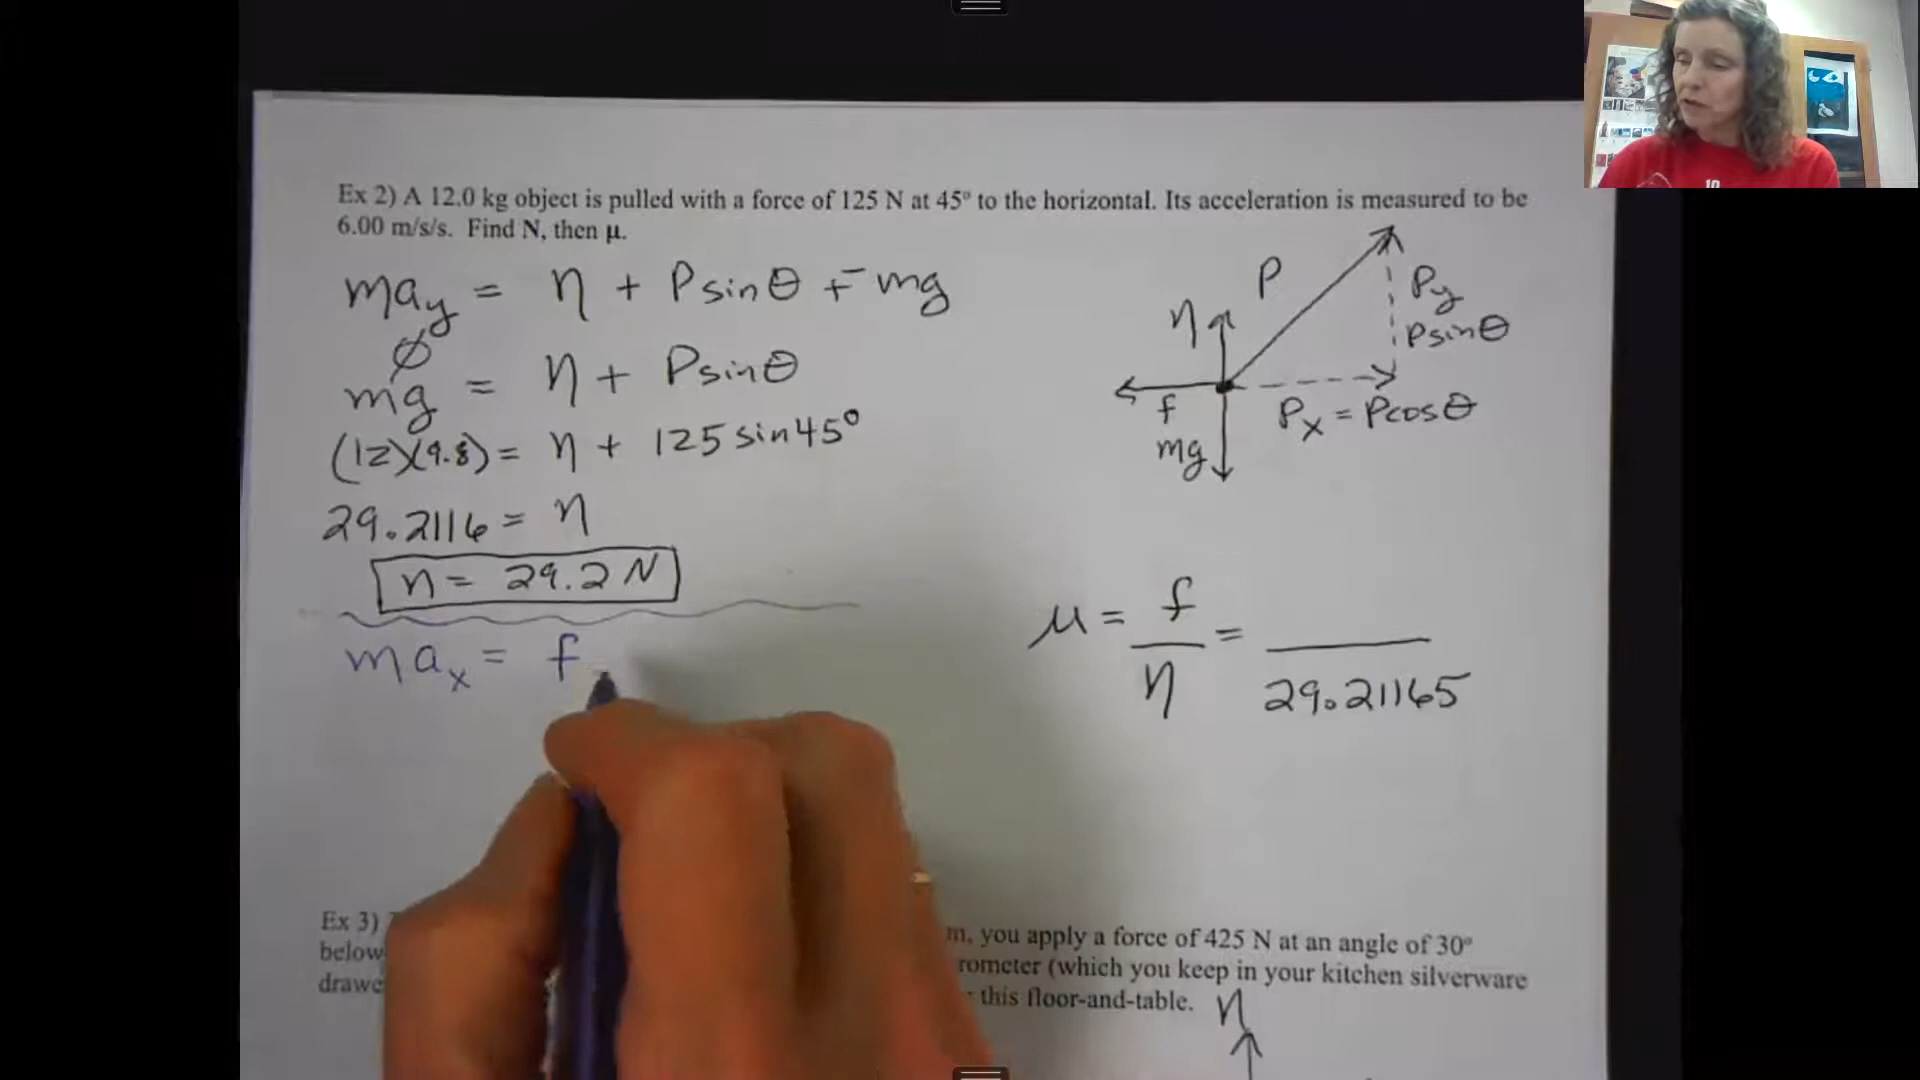 Ex 2) A 12.0 kg object is pulled with a force of 125 N at 45° to the horizontal. Its acceleration is measured to be
6.00 m/s/s. Find N, then μ.
ma_y = η + Psinθ + -mg
∅
mg = η + Psinθ
(12)(9.8) = η + 125 sin45°
29.2116 = η
η = 29.2 N
ma_x = f
P
η
P_y
Psinθ
f
P_x = Pcosθ
mg
μ = f/η = /29.21165
Ex 3)
m, you apply a force of 425 N at an angle of 30°
below
rometer (which you keep in your kitchen silverware
drawe
this floor-and-table.
η
10